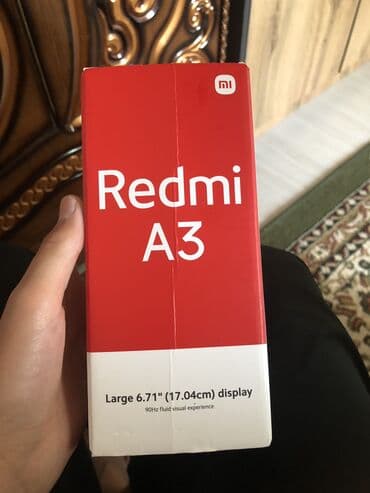 mi
Redmi
A3
Large 6.71" (17.04cm) display
90Hz fluid visual experience